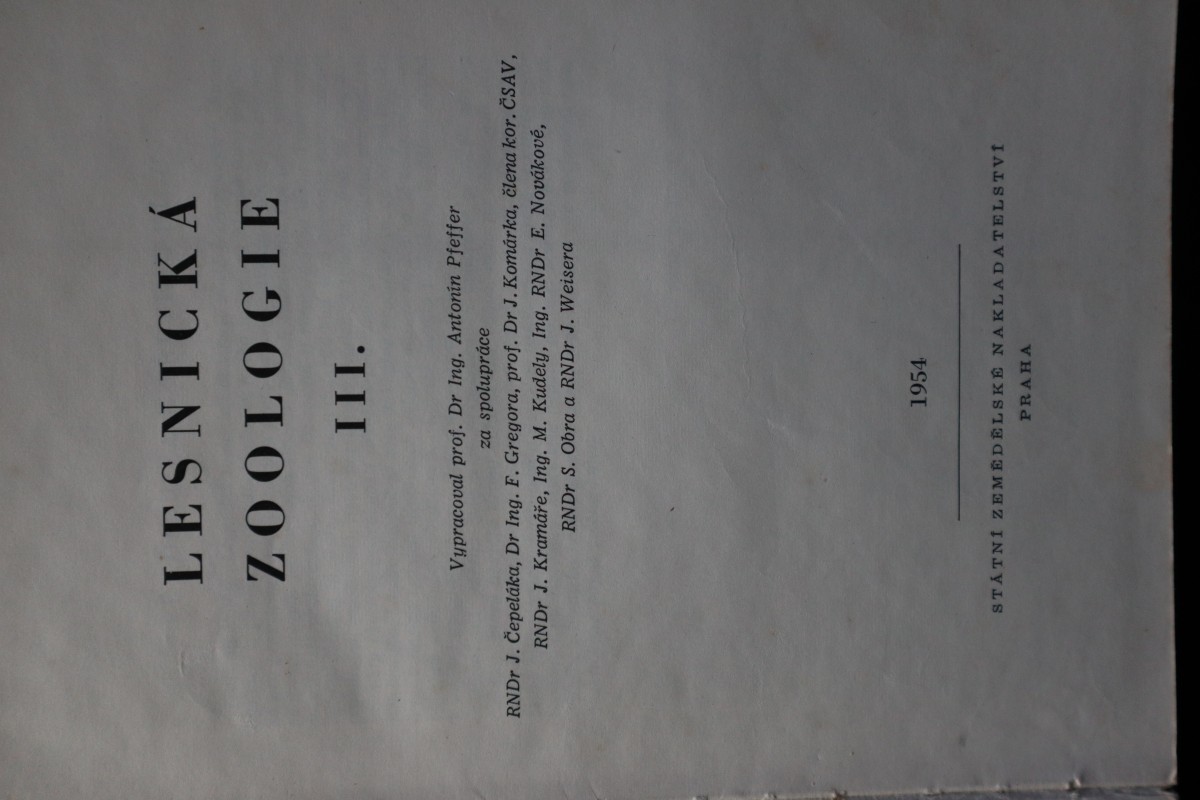 LESNICKÁ
ZOOLOGIE
III.
Vypracoval prof. Dr Ing. Antonín Pfeffer
za spolupráce
RNDr J. Čepeláka, Dr Ing. F. Gregora, prof. Dr J. Komárka, člena kor. ČSAV,
RNDr J. Kramáře, Ing. M. Kudely, Ing. RNDr E. Novákové,
RNDr S. Obra a RNDr J. Weisera
1954
STÁTNÍ ZEMĚDĚLSKÉ NAKLADATELSTVÍ
PRAHA